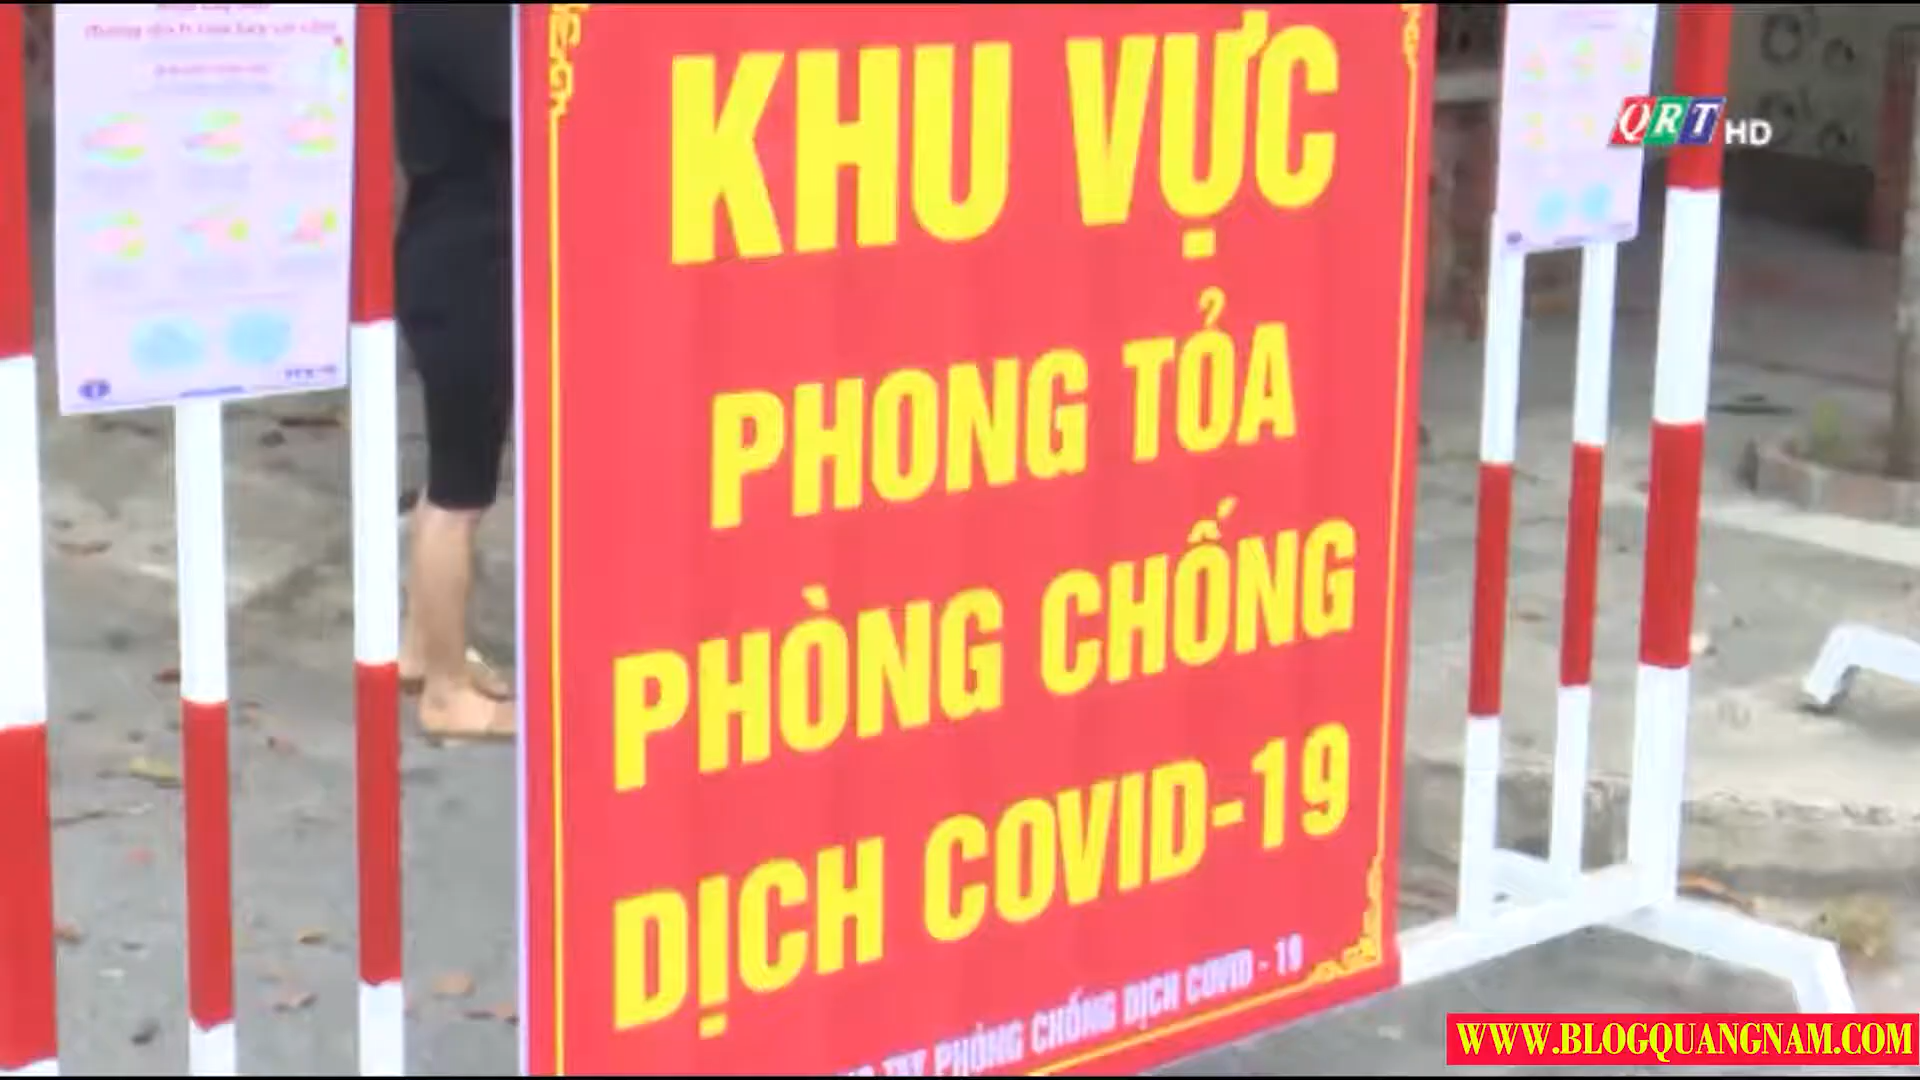 KHU VỰC
PHONG TỎA
PHÒNG CHỐNG
DỊCH COVID-19
PHÒNG CHỐNG DỊCH COVID - 19
QRT HD
WWW.BLOGQUANGNAM.COM